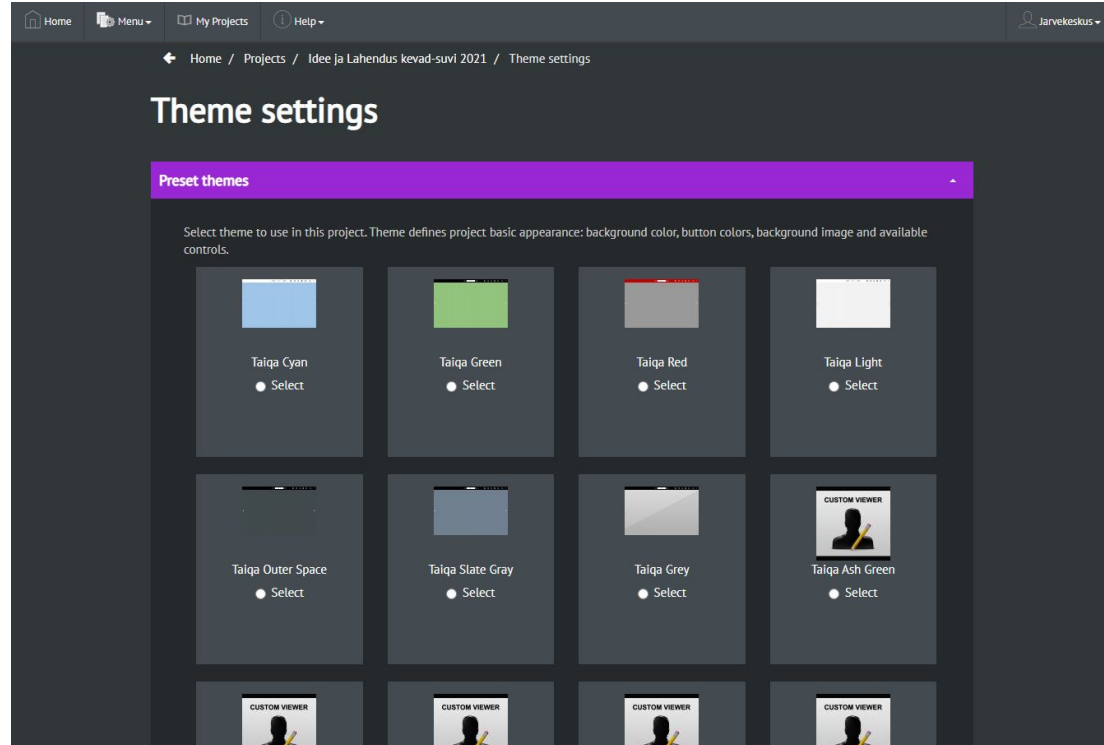 Home Menu My Projects Help Jarvekeskus
Home / Projects / Idee ja Lahendus kevad-suvi 2021 / Theme settings
Theme settings
Preset themes
Select theme to use in this project. Theme defines project basic appearance: background color, button colors, background image and available
controls.
Taiqa Cyan Taiqa Green Taiqa Red Taiqa Light
Select Select Select Select
CUSTOM VIEWER
Taiqa Outer Space Taiqa Slate Gray Taiqa Grey Taiqa Ash Green
Select Select Select Select
CUSTOM VIEWER CUSTOM VIEWER CUSTOM VIEWER CUSTOM VIEWER